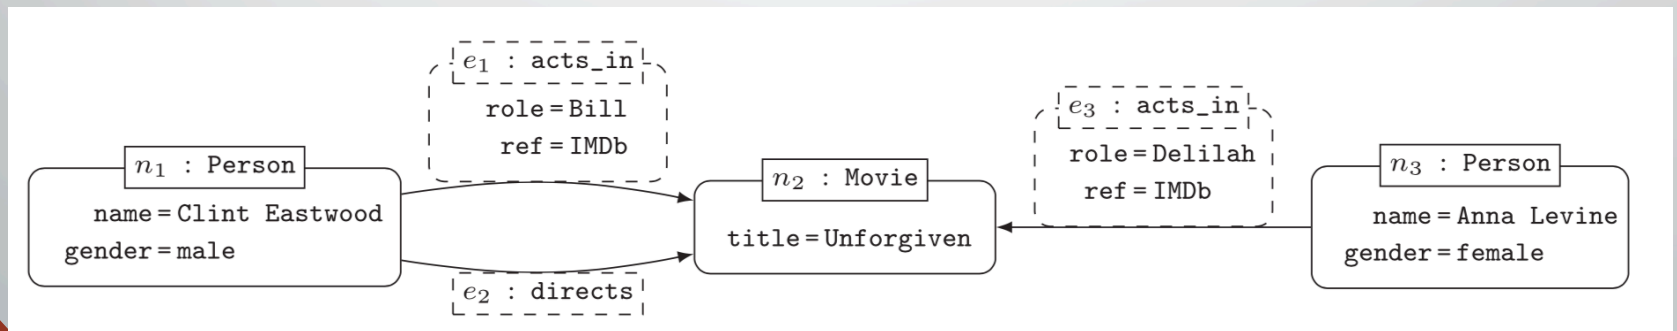 n₁ : Person
name = Clint Eastwood
gender = male
e₁ : acts_in
role = Bill
ref = IMDb
e₂ : directs
n₂ : Movie
title = Unforgiven
e₃ : acts_in
role = Delilah
ref = IMDb
n₃ : Person
name = Anna Levine
gender = female